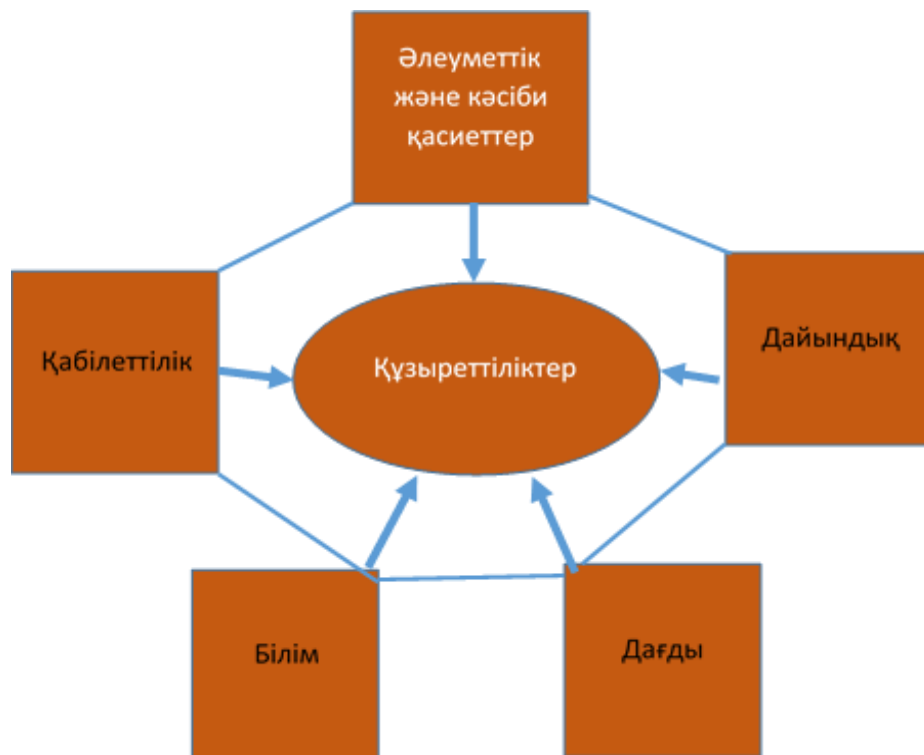 Әлеуметтік
және кәсіби
қасиеттер
Қабілеттілік
Құзыреттіліктер
Дайындық
Білім
Дағды